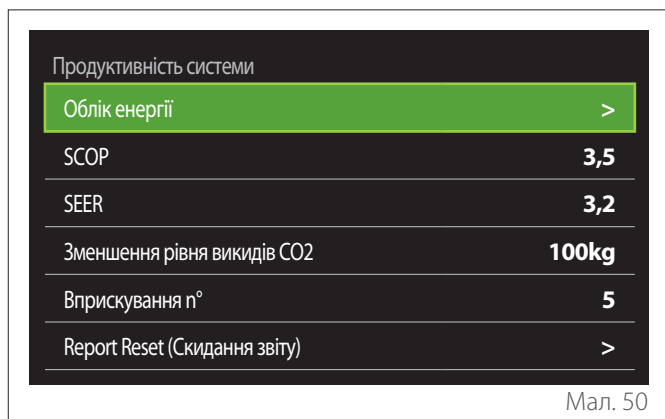 Продуктивність системи
Облік енергії >
SCOP 3,5
SEER 3,2
Зменшення рівня викидів CO2 100kg
Вприскування n° 5
Report Reset (Скидання звіту) >
Мал. 50